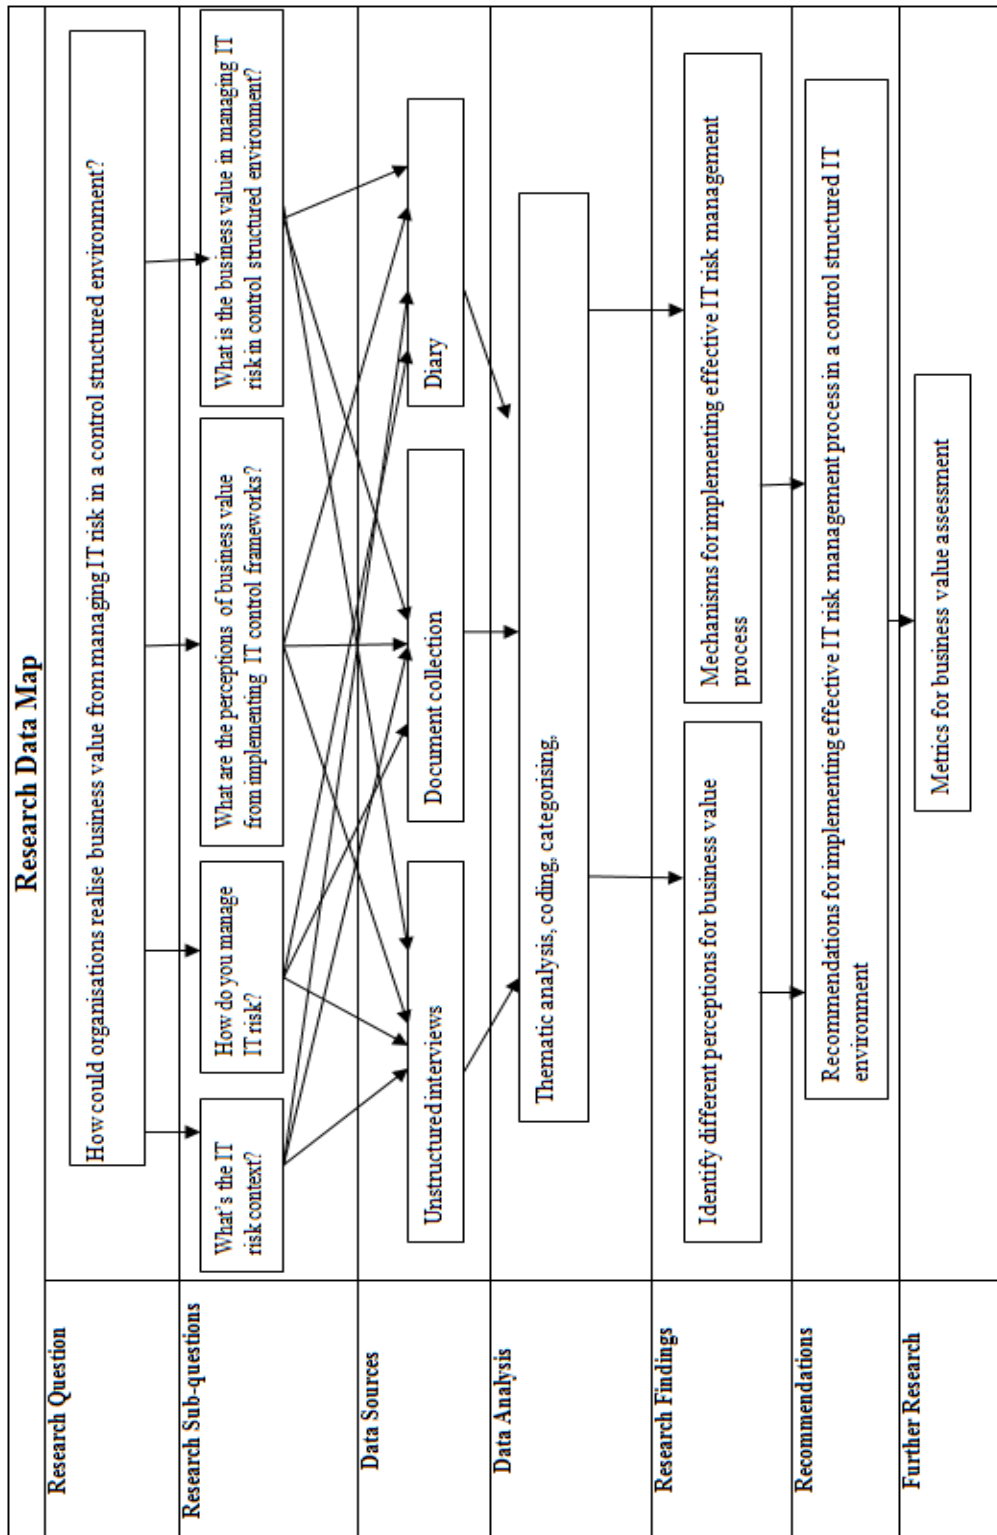 Research Data Map
Research Question
How could organisations realise business value from managing IT risk in a control structured environment?
Research Sub-questions
What's the IT
risk context?
How do you manage
IT risk?
What are the perceptions of business value
from implementing IT control frameworks?
What is the business value in managing IT
risk in control structured environment?
Data Sources
Unstructured interviews
Document collection
Diary
Data Analysis
Thematic analysis, coding, categorising,
Research Findings
Identify different perceptions for business value
Mechanisms for implementing effective IT risk management
process
Recommendations
Recommendations for implementing effective IT risk management process in a control structured IT
environment
Further Research
Metrics for business value assessment